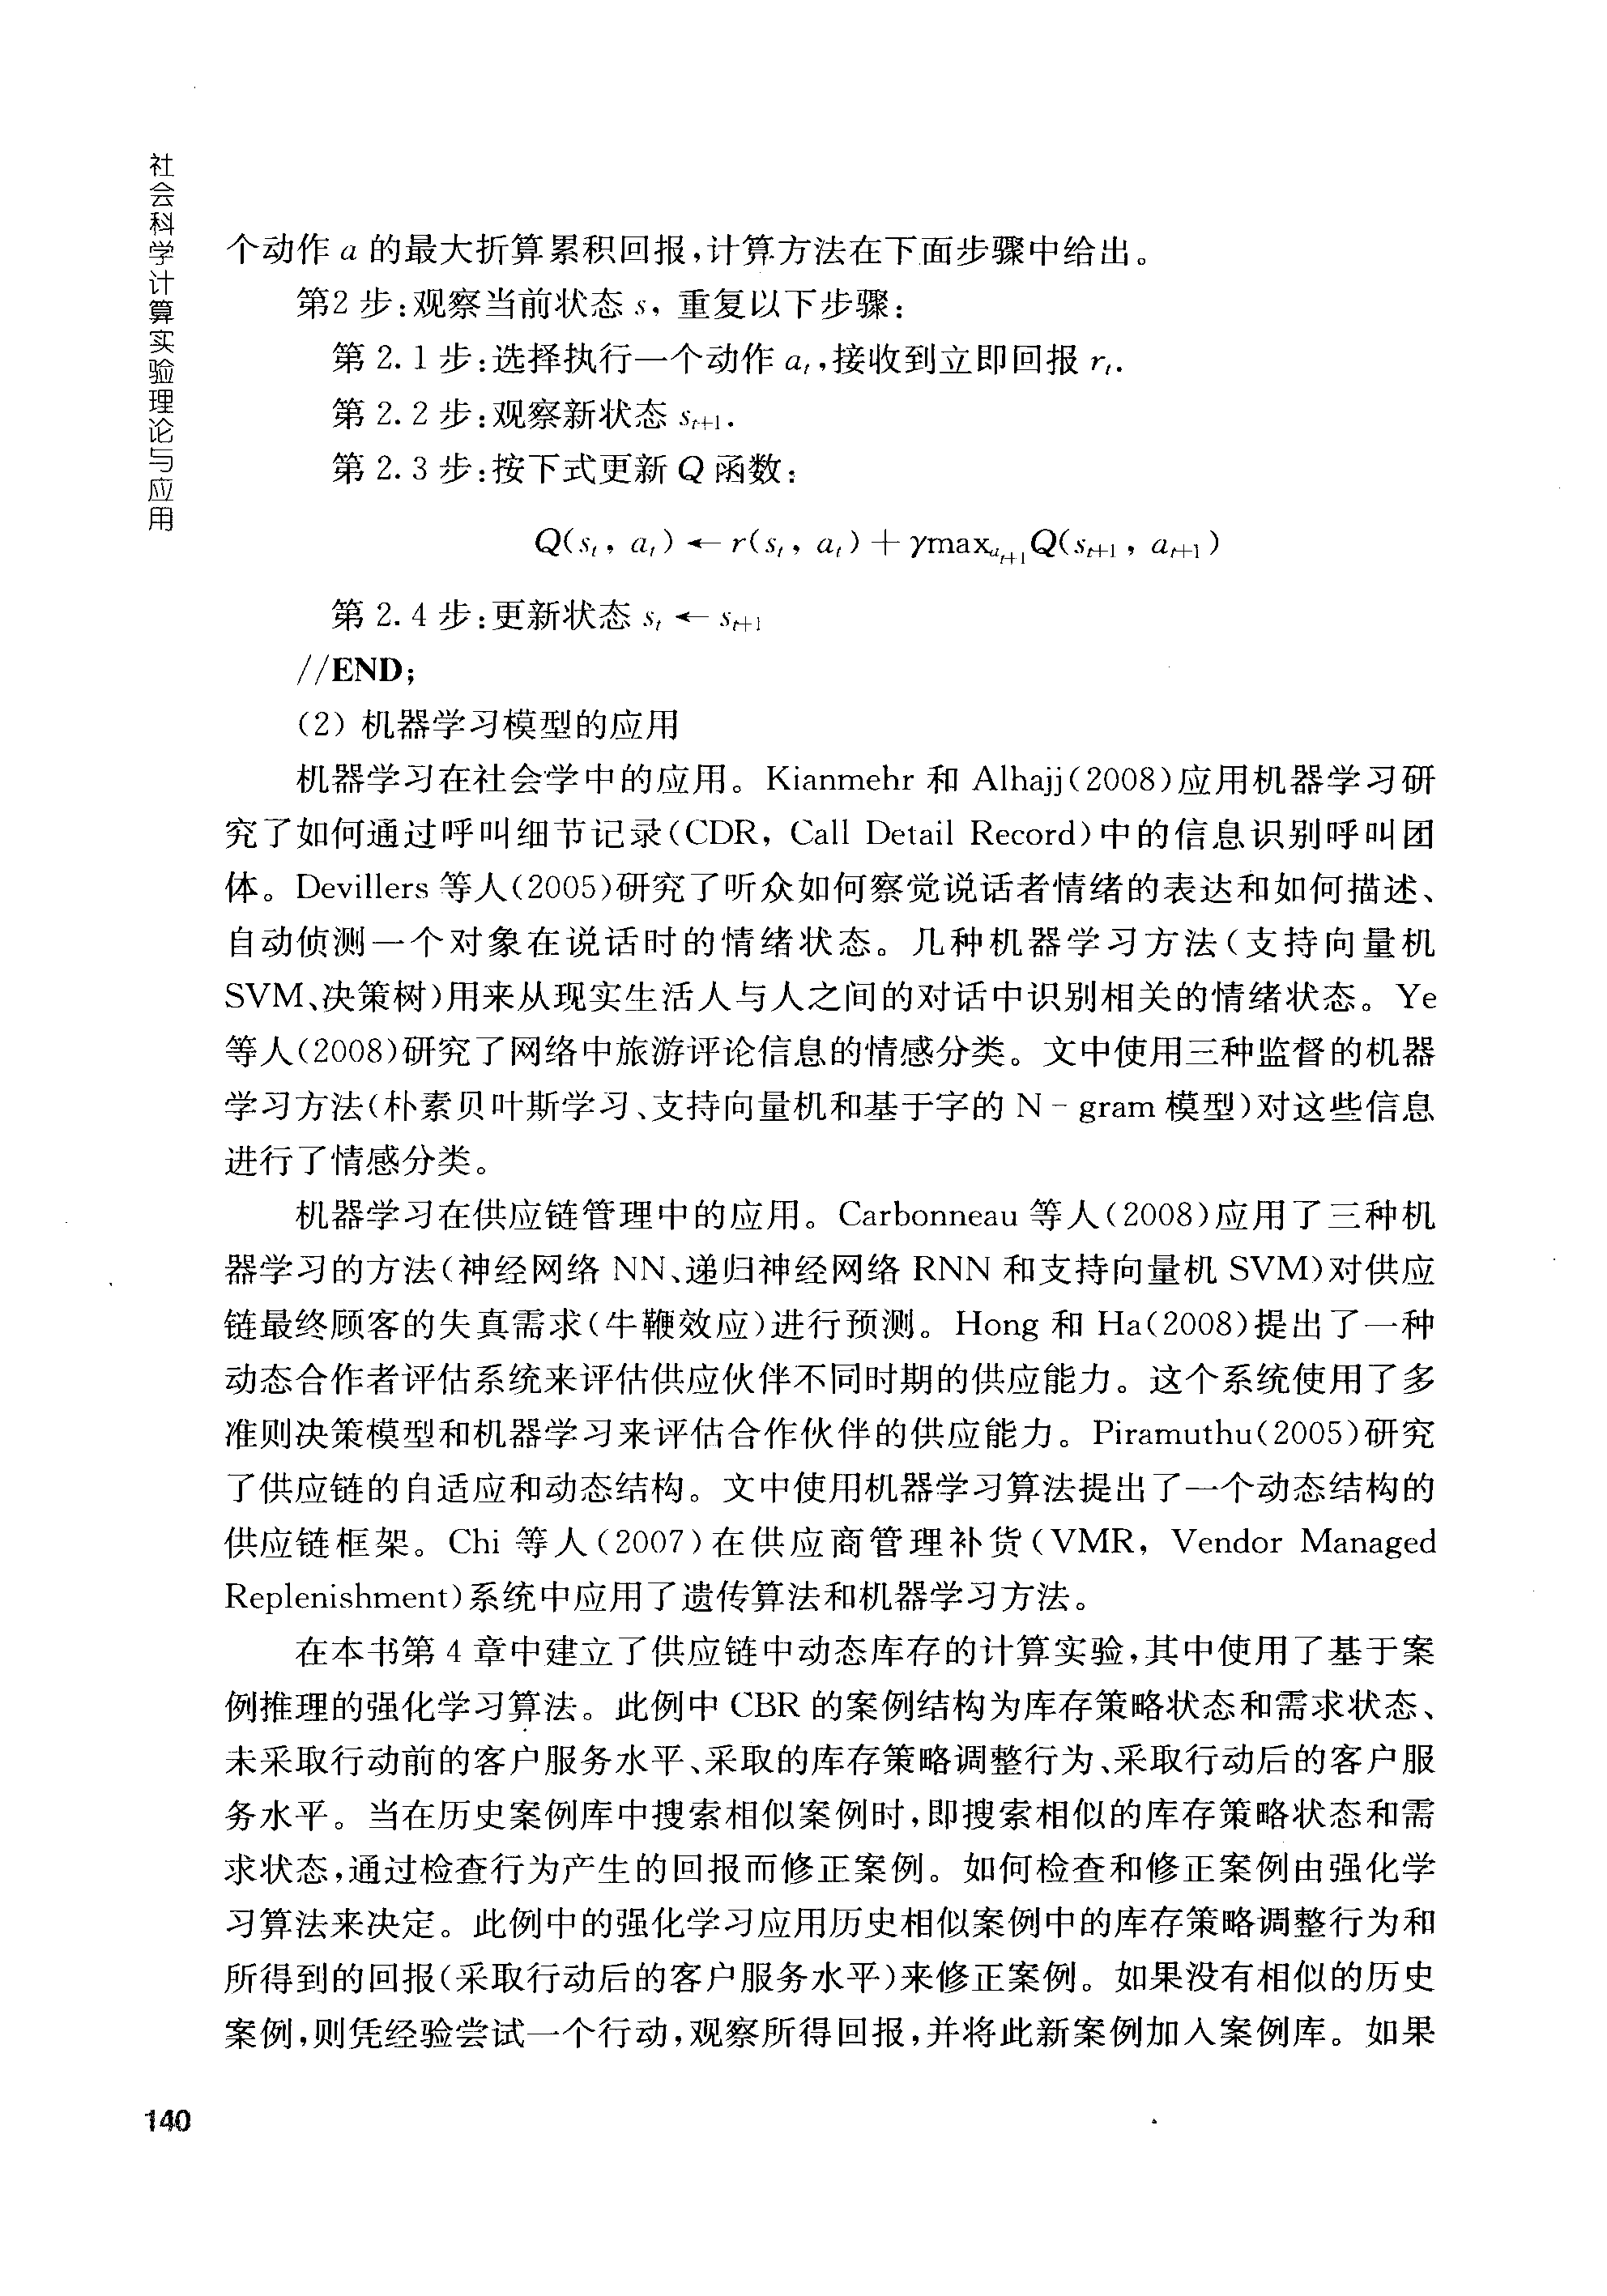 社会科学计算实验理论与应用
个动作 a 的最大折算累积回报,计算方法在下面步骤中给出。
第2 步:观察当前状态 s, 重复以下步骤:
第 2.1 步:选择执行一个动作 aₜ,接收到立即回报 rₜ.
第 2.2 步:观察新状态 sₜ₊₁.
第 2.3 步:按下式更新 Q 函数:
Q(sₜ, aₜ) ← r(sₜ, aₜ) + γmax_{aₜ₊₁}Q(sₜ₊₁, aₜ₊₁)
第 2.4 步:更新状态 sₜ ← sₜ₊₁
//END;
(2) 机器学习模型的应用
机器学习在社会学中的应用。Kianmehr 和 Alhajj(2008)应用机器学习研
究了如何通过呼叫细节记录(CDR, Call Detail Record)中的信息识别呼叫团
体。Devillers 等人(2005)研究了听众如何察觉说话者情绪的表达和如何描述、
自动侦测一个对象在说话时的情绪状态。几种机器学习方法(支持向量机
SVM、决策树)用来从现实生活人与人之间的对话中识别相关的情绪状态。Ye
等人(2008)研究了网络中旅游评论信息的情感分类。文中使用三种监督的机器
学习方法(朴素贝叶斯学习、支持向量机和基于字的 N-gram 模型)对这些信息
进行了情感分类。
机器学习在供应链管理中的应用。Carbonneau 等人(2008)应用了三种机
器学习的方法(神经网络 NN、递归神经网络 RNN 和支持向量机 SVM)对供应
链最终顾客的失真需求(牛鞭效应)进行预测。Hong 和 Ha(2008)提出了一种
动态合作者评估系统来评估供应伙伴不同时期的供应能力。这个系统使用了多
准则决策模型和机器学习来评估合作伙伴的供应能力。Piramuthu(2005)研究
了供应链的自适应和动态结构。文中使用机器学习算法提出了一个动态结构的
供应链框架。Chi 等人(2007)在供应商管理补货(VMR, Vendor Managed
Replenishment)系统中应用了遗传算法和机器学习方法。
在本书第 4 章中建立了供应链中动态库存的计算实验,其中使用了基于案
例推理的强化学习算法。此例中 CBR 的案例结构为库存策略状态和需求状态、
未采取行动前的客户服务水平、采取的库存策略调整行为、采取行动后的客户服
务水平。当在历史案例库中搜索相似案例时,即搜索相似的库存策略状态和需
求状态,通过检查行为产生的回报而修正案例。如何检查和修正案例由强化学
习算法来决定。此例中的强化学习应用历史相似案例中的库存策略调整行为和
所得到的回报(采取行动后的客户服务水平)来修正案例。如果没有相似的历史
案例,则凭经验尝试一个行动,观察所得回报,并将此新案例加入案例库。如果
140